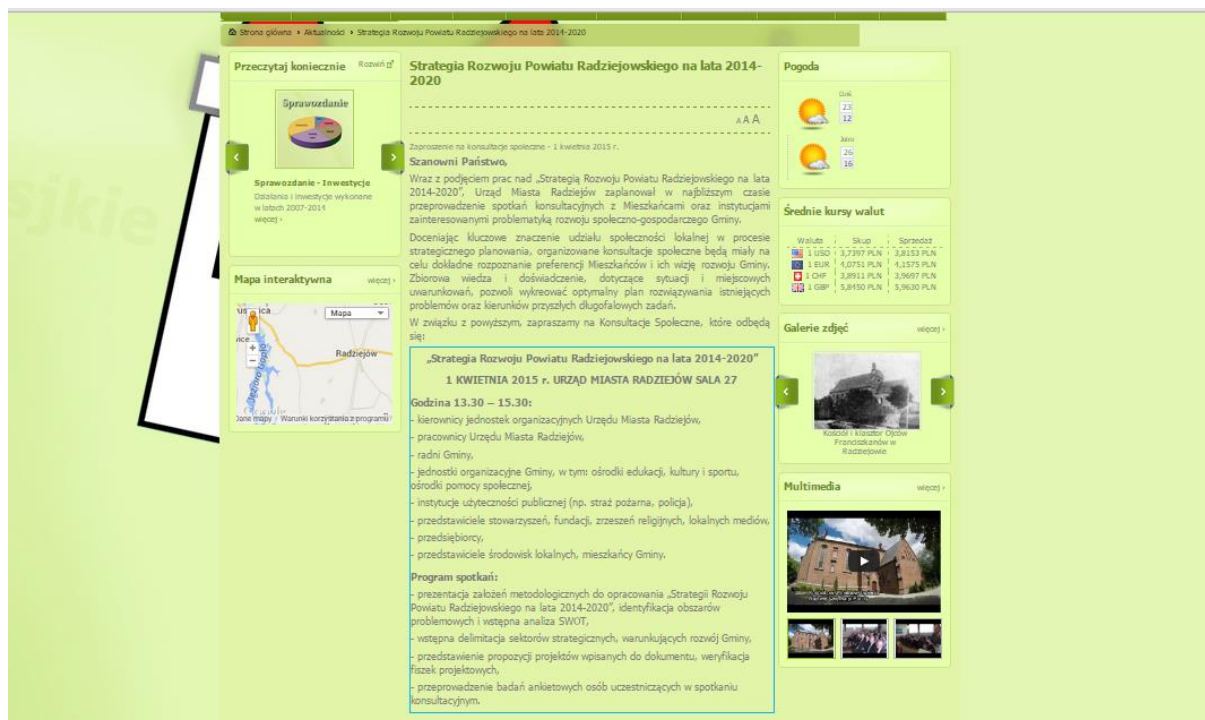 Strona główna › Aktualności › Strategia Rozwoju Powiatu Radziejowskiego na lata 2014-2020
Przeczytaj koniecznie
Rozwiń
Sprawozdanie
Sprawozdanie - Inwestycje
Działania i inwestycje wykonane
w latach 2007-2014
więcej ›
Mapa interaktywna
więcej ›
Mapa
Radziejów
Jezioro Gopło
Dane mapy
Warunki korzystania z programu
Strategia Rozwoju Powiatu Radziejowskiego na lata 2014-
2020
A A A
Zaproszenie na konsultacje społeczne - 1 kwietnia 2015 r.
Szanowni Państwo,
Wraz z podjęciem prac nad „Strategią Rozwoju Powiatu Radziejowskiego na lata
2014-2020”, Urząd Miasta Radziejów zaplanował w najbliższym czasie
przeprowadzenie spotkań konsultacyjnych z Mieszkańcami oraz instytucjami
zainteresowanymi problematyką rozwoju społeczno-gospodarczego Gminy.
Doceniając kluczowe znaczenie udziału społeczności lokalnej w procesie
strategicznego planowania, organizowane konsultacje społeczne będą miały na
celu dokładne rozpoznanie preferencji Mieszkańców i ich wizję rozwoju Gminy.
Zbiorowa wiedza i doświadczenie, dotyczące sytuacji i miejscowych
uwarunkowań, pozwoli wykreować optymalny plan rozwiązywania istniejących
problemów oraz kierunków przyszłych długofalowych zadań.
W związku z powyższym, zapraszamy na Konsultacje Społeczne, które odbędą
się:
„Strategia Rozwoju Powiatu Radziejowskiego na lata 2014-2020”
1 KWIETNIA 2015 r. URZĄD MIASTA RADZIEJÓW SALA 27
Godzina 13.30 – 15.30:
- kierownicy jednostek organizacyjnych Urzędu Miasta Radziejów,
- pracownicy Urzędu Miasta Radziejów,
- radni Gminy,
- jednostki organizacyjne Gminy, w tym: ośrodki edukacji, kultury i sportu,
ośrodki pomocy społecznej,
- instytucje użyteczności publicznej (np. straż pożarna, policja),
- przedstawiciele stowarzyszeń, fundacji, zrzeszeń religijnych, lokalnych mediów,
- przedsiębiorcy,
- przedstawiciele środowisk lokalnych, mieszkańcy Gminy.
Program spotkań:
- prezentacja założeń metodologicznych do opracowania „Strategii Rozwoju
Powiatu Radziejowskiego na lata 2014-2020”, identyfikacja obszarów
problemowych i wstępna analiza SWOT,
- wstępna delimitacja sektorów strategicznych, warunkujących rozwój Gminy,
- przedstawienie propozycji projektów wpisanych do dokumentu, weryfikacja
fiszek projektowych,
- przeprowadzenie badań ankietowych osób uczestniczących w spotkaniu
konsultacyjnym.
Pogoda
Dziś
23
12
Jutro
26
16
Średnie kursy walut
Waluta Skup Sprzedaż
1 USD 3,7397 PLN 3,8153 PLN
1 EUR 4,0751 PLN 4,1575 PLN
1 CHF 3,8911 PLN 3,9697 PLN
1 GBP 5,8450 PLN 5,9630 PLN
Galerie zdjęć
więcej ›
Kościół i klasztor Ojców
Franciszkanów w
Radziejowie
Multimedia
więcej ›